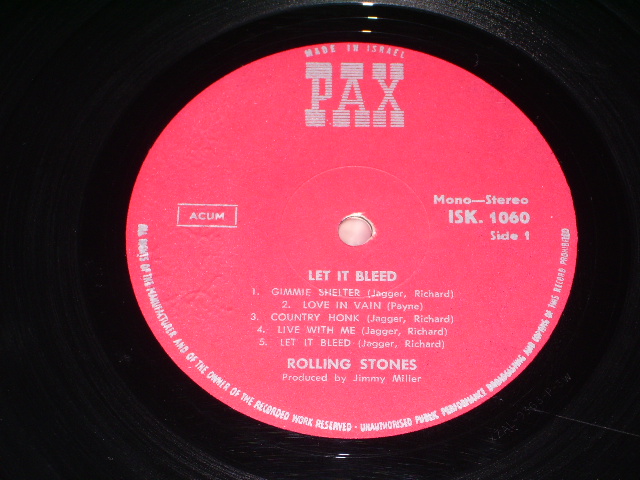 MADE IN ISRAEL
PAX
Mono—Stereo
ACUM
ISK. 1060
Side 1
LET IT BLEED
1. GIMMIE SHELTER (Jagger, Richard)
2. LOVE IN VAIN (Payne)
3. COUNTRY HONK (Jagger, Richard)
4. LIVE WITH ME (Jagger, Richard)
5. LET IT BLEED (Jagger, Richard)
ROLLING STONES
Produced by Jimmy Miller
ALL RIGHTS OF THE MANUFACTURER AND OF THE OWNER OF THE RECORDED WORK RESERVED - UNAUTHORISED PUBLIC PERFORMANCE BROADCASTING AND COPYING OF THIS RECORD PROHIBITED